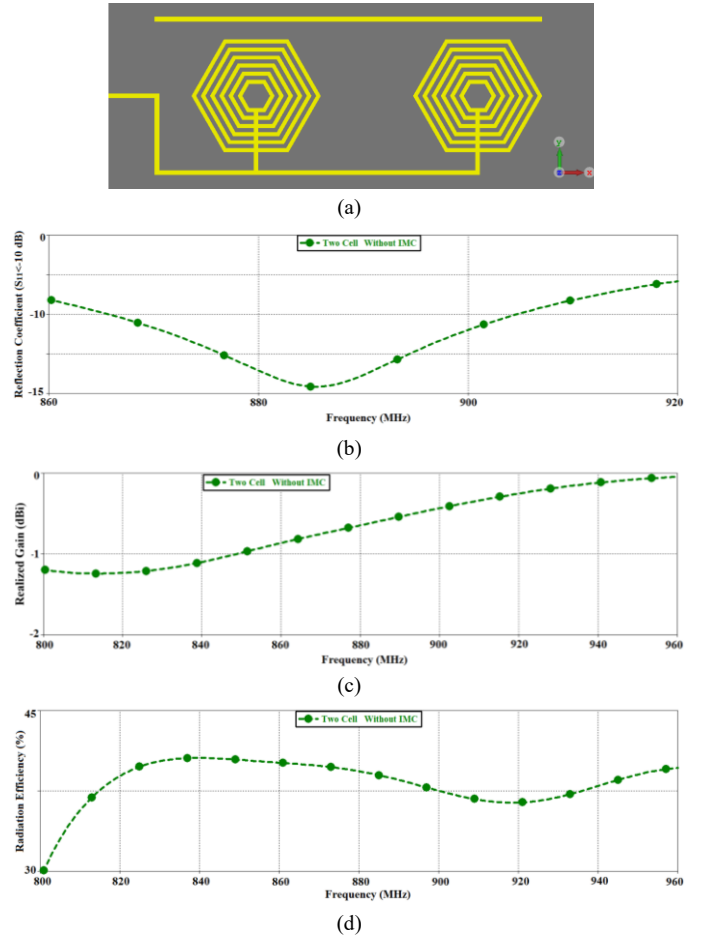 y
z
x
(a)
Two Cell Without IMC
Reflection Coefficient (S11<-10 dB)
0
-10
-15
860
880
900
920
Frequency (MHz)
(b)
Two Cell Without IMC
Realized Gain (dBi)
0
-1
-2
800
820
840
860
880
900
920
940
960
Frequency (MHz)
(c)
Two Cell Without IMC
Radiation Efficiency (%)
45
30
800
820
840
860
880
900
920
940
960
Frequency (MHz)
(d)